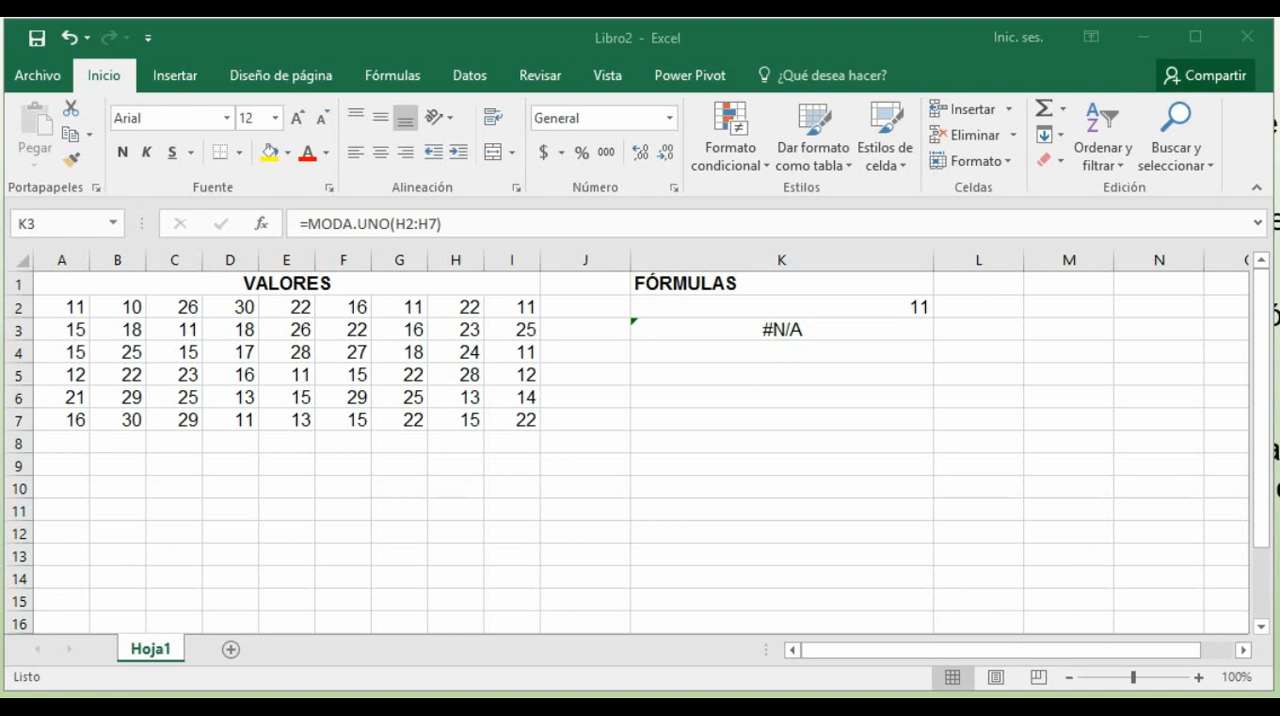 Libro2 - Excel
Inic. ses.
Archivo Inicio Insertar Diseño de página Fórmulas Datos Revisar Vista Power Pivot ¿Qué desea hacer? Compartir
Pegar
Portapapeles
Arial 12
N K S
Fuente
Alineación
General
$ % 000
Número
Formato condicional
Dar formato como tabla
Estilos de celda
Estilos
Insertar
Eliminar
Formato
Celdas
Ordenar y filtrar
Buscar y seleccionar
Edición
K3 fx =MODA.UNO(H2:H7)
A B C D E F G H I J K L M N
1 VALORES FÓRMULAS
2 11 10 26 30 22 16 11 22 11 11
3 15 18 11 18 26 22 16 23 25 #N/A
4 15 25 15 17 28 27 18 24 11
5 12 22 23 16 11 15 22 28 12
6 21 29 25 13 15 29 25 13 14
7 16 30 29 11 13 15 22 15 22
8
9
10
11
12
13
14
15
16
Hoja1
Listo
100%